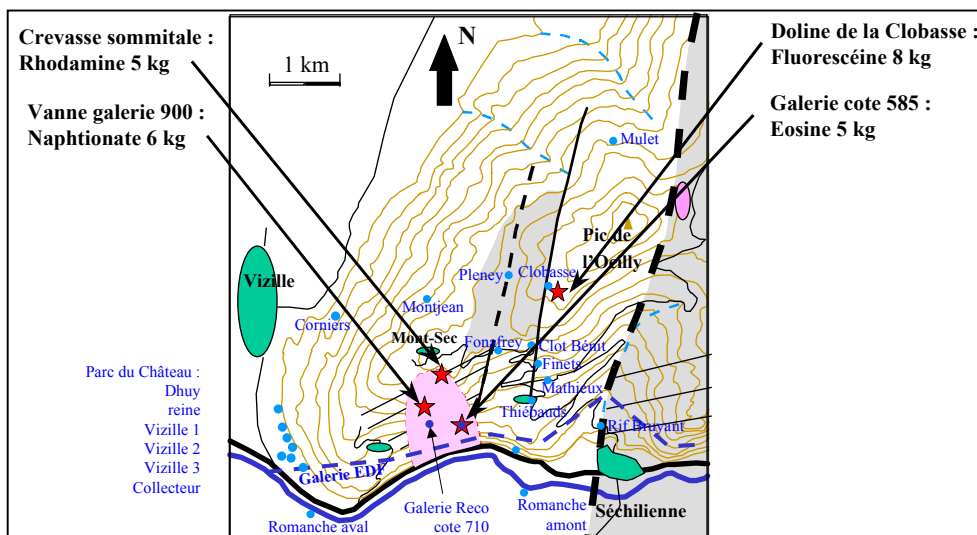 Crevasse sommitale :
Rhodamine 5 kg
Vanne galerie 900 :
Naphtionate 6 kg
1 km
N
Doline de la Clobasse :
Fluorescéine 8 kg
Galerie cote 585 :
Eosine 5 kg
Mulet
Pic de
l'Oeilly
Pleney
Clobasse
Vizille
Montjean
Corniers
Mont-Sec
Fonafrey
Clot Bénit
Finets
Mathieux
Thiébauds
Rif Bruyant
Parc du Château :
Dhuy
reine
Vizille 1
Vizille 2
Vizille 3
Collecteur
Galerie EDF
Galerie Reco
cote 710
Romanche
amont
Séchilienne
Romanche aval